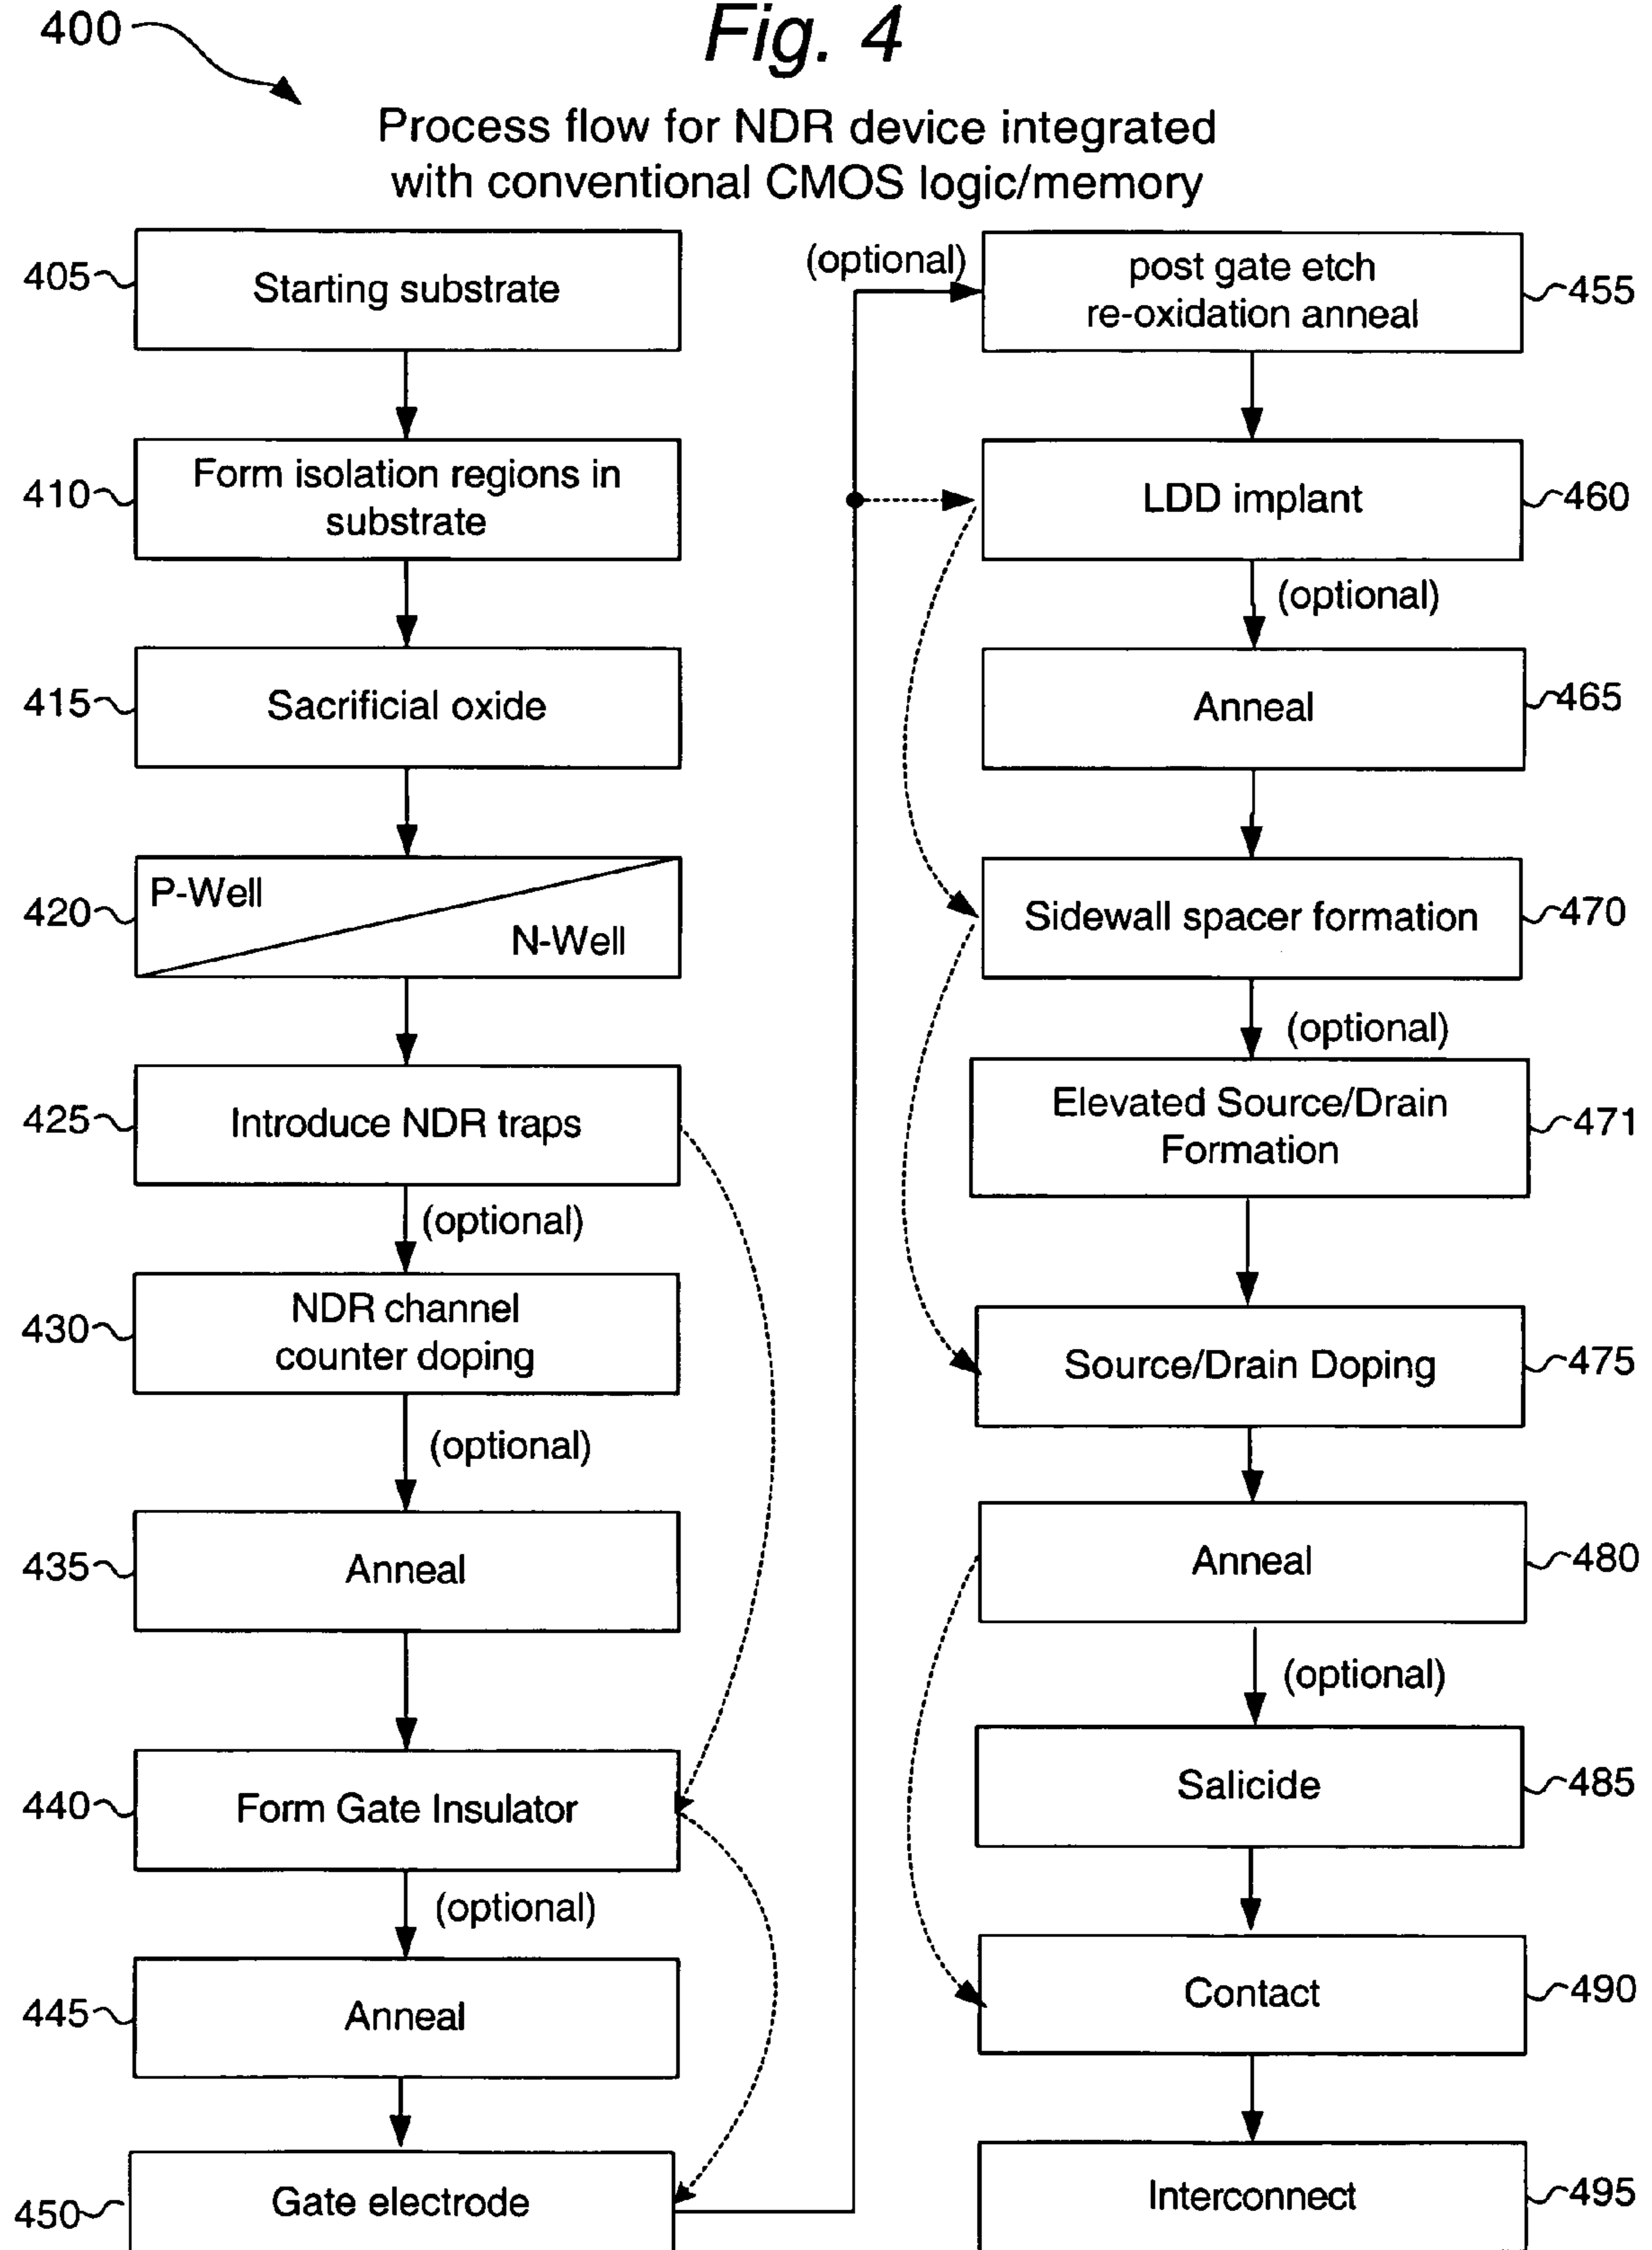 400
Fig. 4
Process flow for NDR device integrated
with conventional CMOS logic/memory
405
Starting substrate
410
Form isolation regions in
substrate
415
Sacrificial oxide
420
P-Well
N-Well
425
Introduce NDR traps
(optional)
430
NDR channel
counter doping
(optional)
435
Anneal
440
Form Gate Insulator
(optional)
445
Anneal
450
Gate electrode
(optional)
post gate etch
re-oxidation anneal
455
LDD implant
460
(optional)
Anneal
465
Sidewall spacer formation
470
(optional)
Elevated Source/Drain
Formation
471
Source/Drain Doping
475
Anneal
480
(optional)
Salicide
485
Contact
490
Interconnect
495